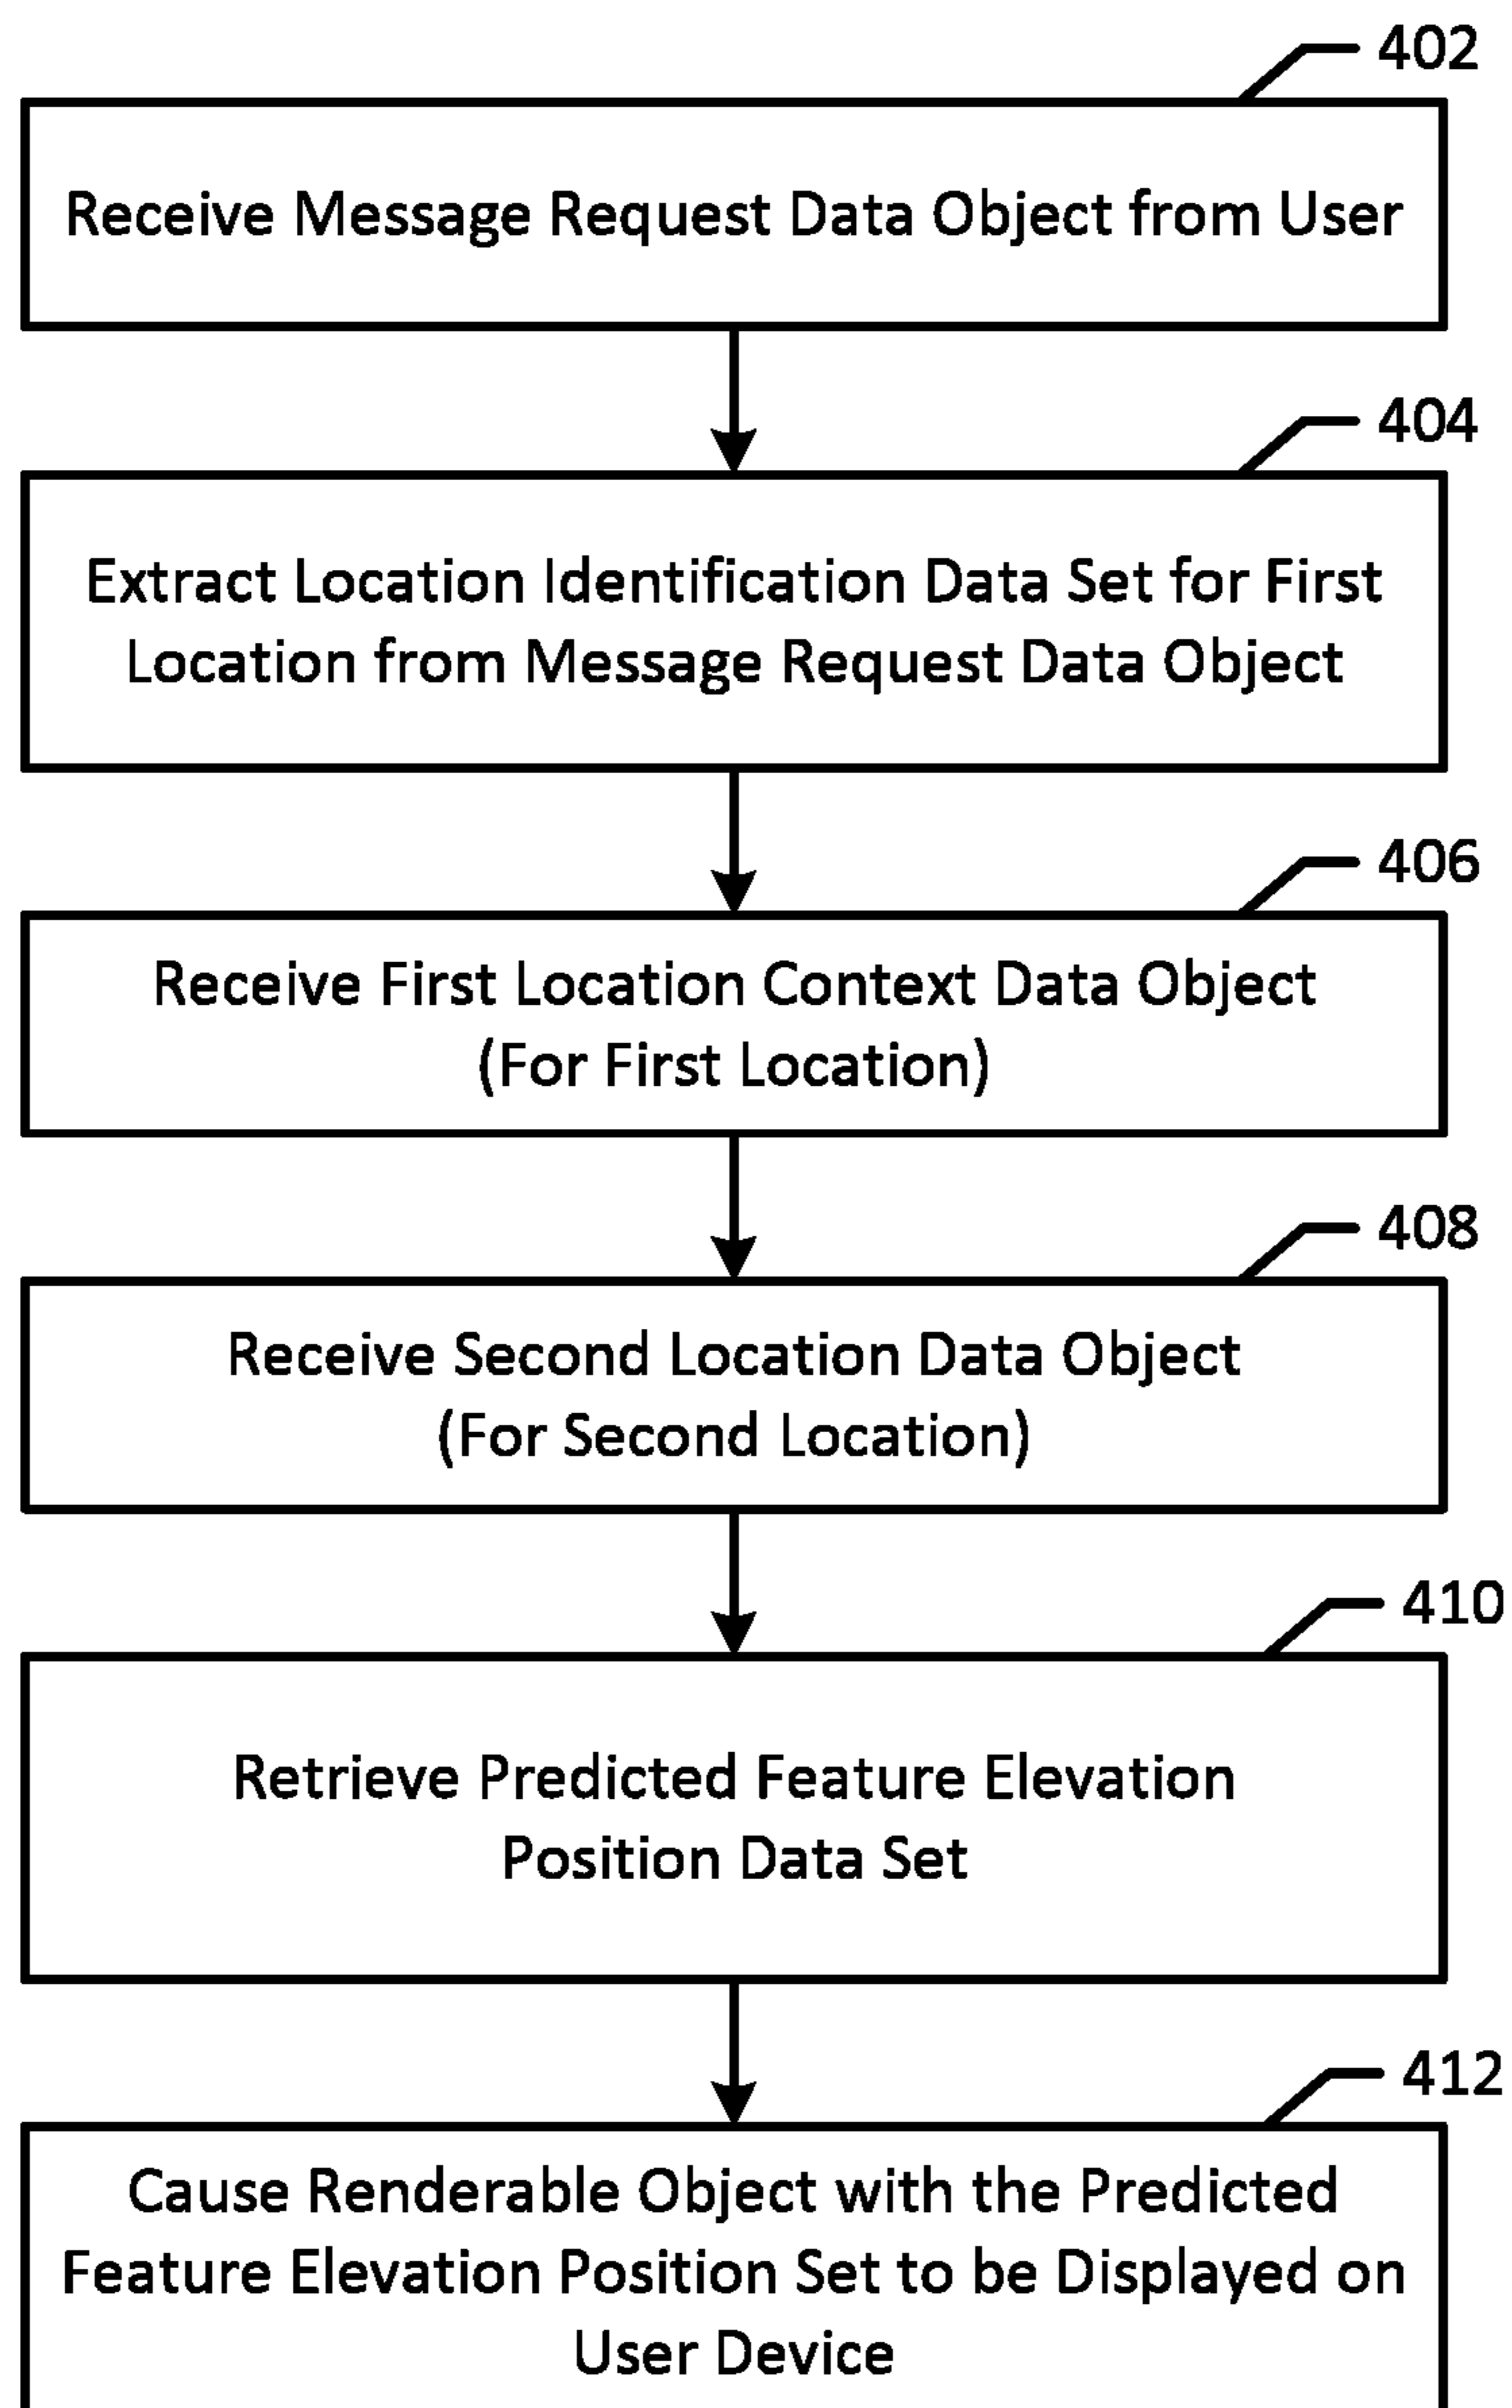 402
Receive Message Request Data Object from User
404
Extract Location Identification Data Set for First
Location from Message Request Data Object
406
Receive First Location Context Data Object
(For First Location)
408
Receive Second Location Data Object
(For Second Location)
410
Retrieve Predicted Feature Elevation
Position Data Set
412
Cause Renderable Object with the Predicted
Feature Elevation Position Set to be Displayed on
User Device